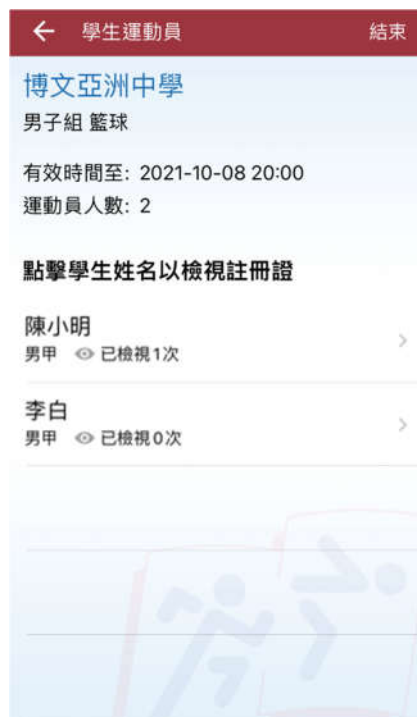 學生運動員
結束
博文亞洲中學
男子組 籃球
有效時間至: 2021-10-08 20:00
運動員人數: 2
點擊學生姓名以檢視註冊證
陳小明
男甲 已檢視1次
李白
男甲 已檢視0次